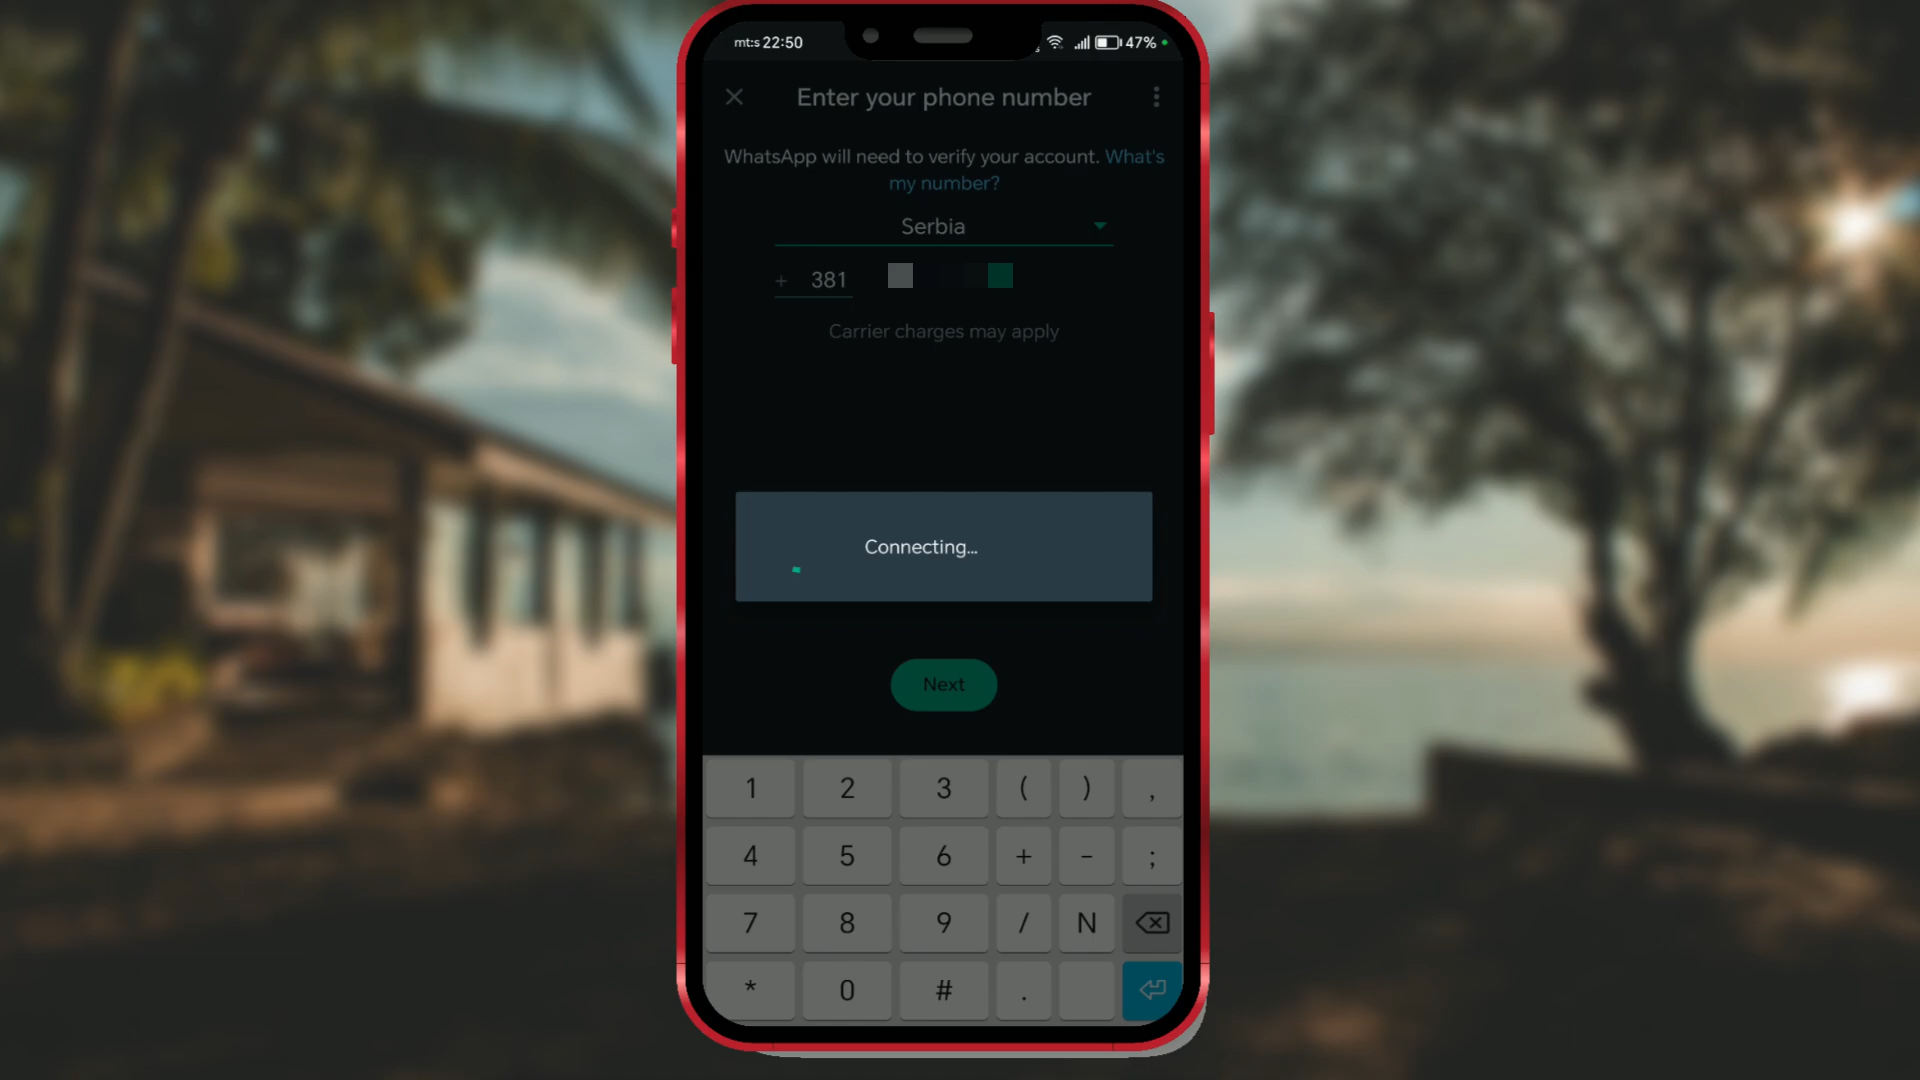 mt:s 22:50 47%
Enter your phone number
WhatsApp will need to verify your account. What's
my number?
Serbia
+ 381
Carrier charges may apply
Connecting...
Next
1 2 3 ( ) ,
4 5 6 + - ;
7 8 9 / N
* 0 # .